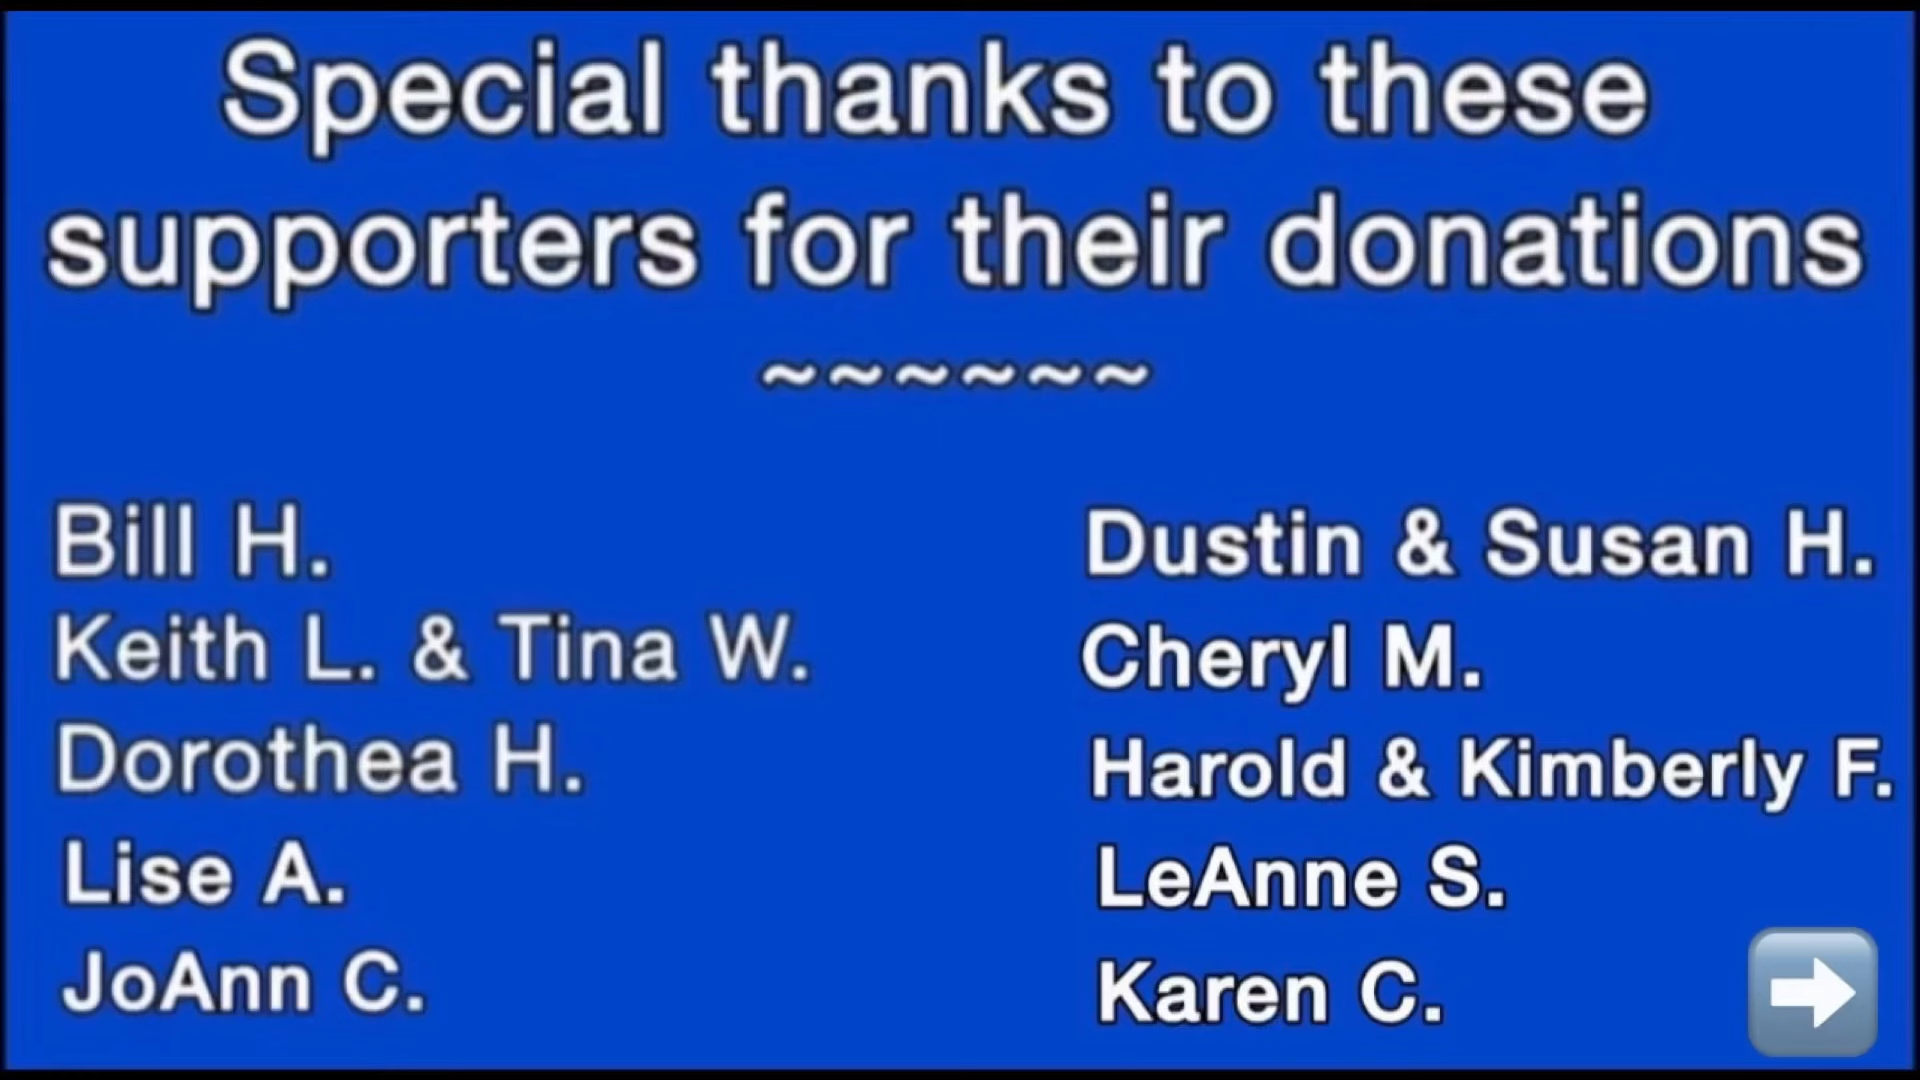 Special thanks to these
supporters for their donations
~~~~~~
Bill H.
Keith L. & Tina W.
Dorothea H.
Lise A.
JoAnn C.
Dustin & Susan H.
Cheryl M.
Harold & Kimberly F.
LeAnne S.
Karen C.